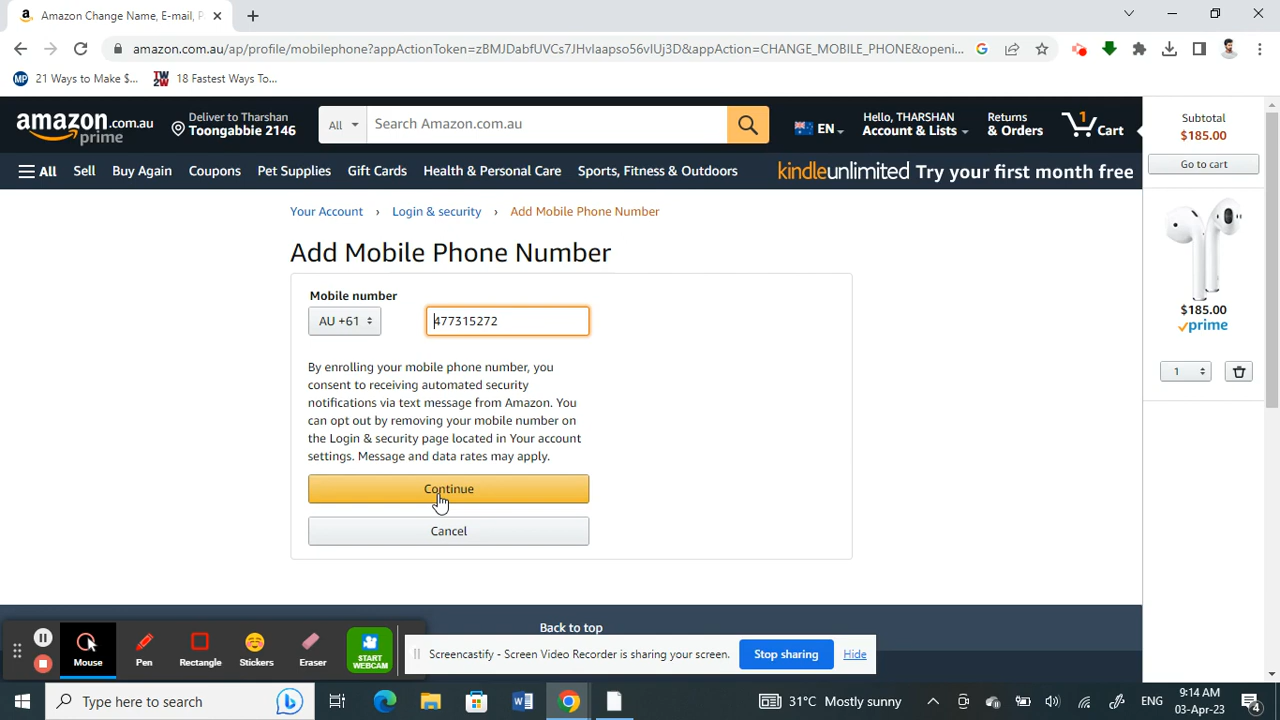 Amazon Change Name, E-mail, P
amazon.com.au/ap/profile/mobilephone?appActionToken=zBMJDabfUVCs7JHvlaapso56vlUj3D&appAction=CHANGE_MOBILE_PHONE&openi...
MP 21 Ways to Make $... TW2W 18 Fastest Ways To...
amazon.com.au prime
Deliver to Tharshan
Toongabbie 2146
All
Search Amazon.com.au
EN
Hello, THARSHAN
Account & Lists
Returns
& Orders
1
Cart
All Sell Buy Again Coupons Pet Supplies Gift Cards Health & Personal Care Sports, Fitness & Outdoors
kindleunlimited Try your first month free
Subtotal
$185.00
Go to cart
$185.00
prime
1
Your Account › Login & security › Add Mobile Phone Number
Add Mobile Phone Number
Mobile number
AU +61 477315272
By enrolling your mobile phone number, you
consent to receiving automated security
notifications via text message from Amazon. You
can opt out by removing your mobile number on
the Login & security page located in Your account
settings. Message and data rates may apply.
Continue
Cancel
Back to top
Mouse Pen Rectangle Stickers Eraser
START
WEBCAM
Screencastify - Screen Video Recorder is sharing your screen. Stop sharing Hide
Type here to search
31°C Mostly sunny
ENG
9:14 AM
03-Apr-23
4